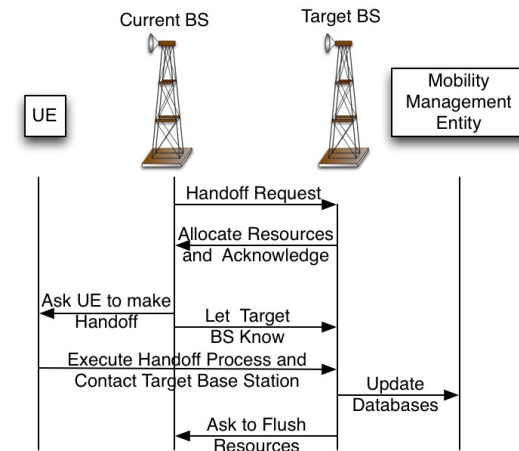 Current BS
Target BS
UE
Mobility
Management
Entity
Handoff Request
Allocate Resources
and Acknowledge
Ask UE to make
Handoff
Let Target
BS Know
Execute Handoff Process and
Contact Target Base Station
Update
Databases
Ask to Flush
Resources